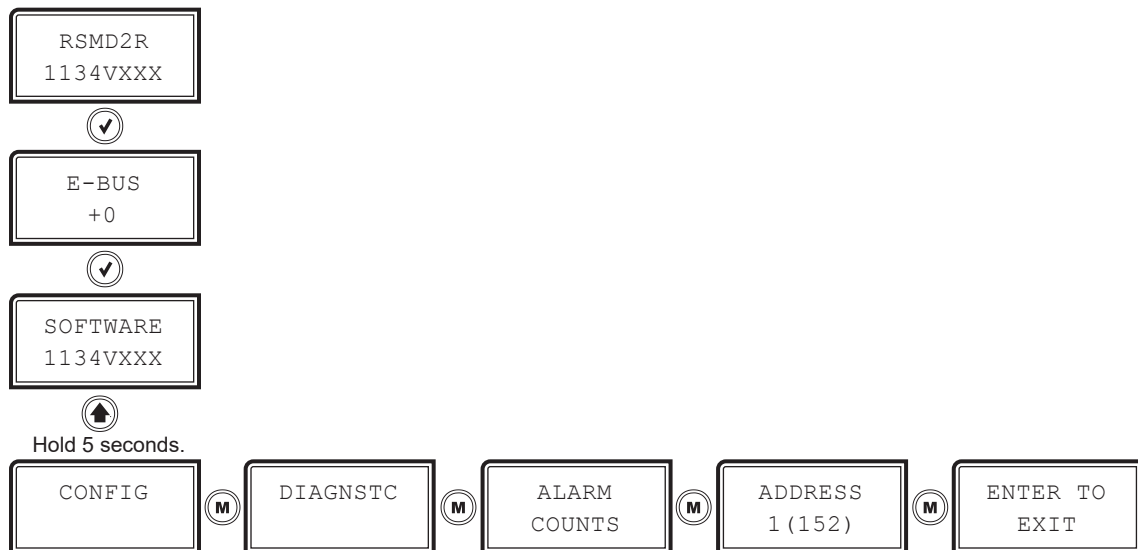 RSMD2R
1134VXXX
E-BUS
+0
SOFTWARE
1134VXXX
Hold 5 seconds.
CONFIG
M
DIAGNSTC
M
ALARM
COUNTS
M
ADDRESS
1(152)
M
ENTER TO
EXIT